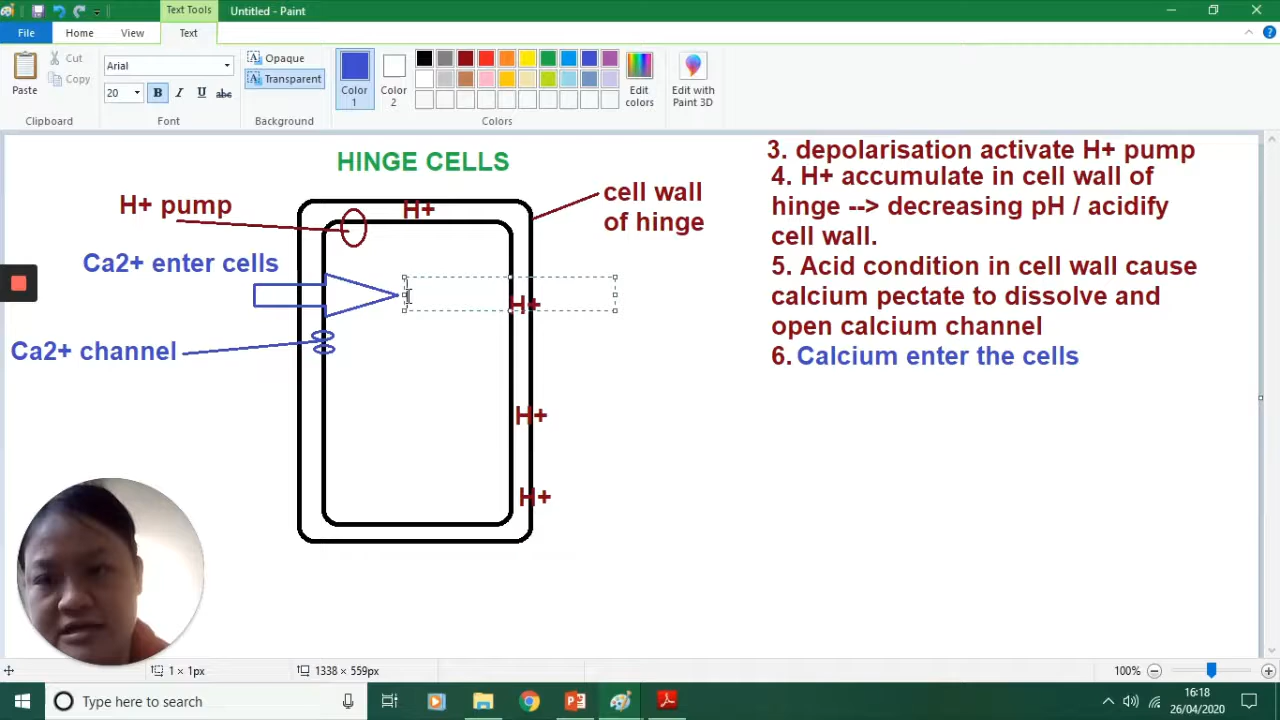 Text Tools
Untitled - Paint
File
Home
View
Text
Paste
Cut
Copy
Clipboard
Arial
20
B
I
U
abc
Font
Opaque
Transparent
Background
Color
1
Color
2
Edit
colors
Colors
Edit with
Paint 3D
HINGE CELLS
H+ pump
H+
cell wall
of hinge
Ca2+ enter cells
H+
Ca2+ channel
H+
H+
3. depolarisation activate H+ pump
4. H+ accumulate in cell wall of
hinge --> decreasing pH / acidify
cell wall.
5. Acid condition in cell wall cause
calcium pectate to dissolve and
open calcium channel
6. Calcium enter the cells
1 × 1px
1338 × 559px
100%
Type here to search
16:18
26/04/2020